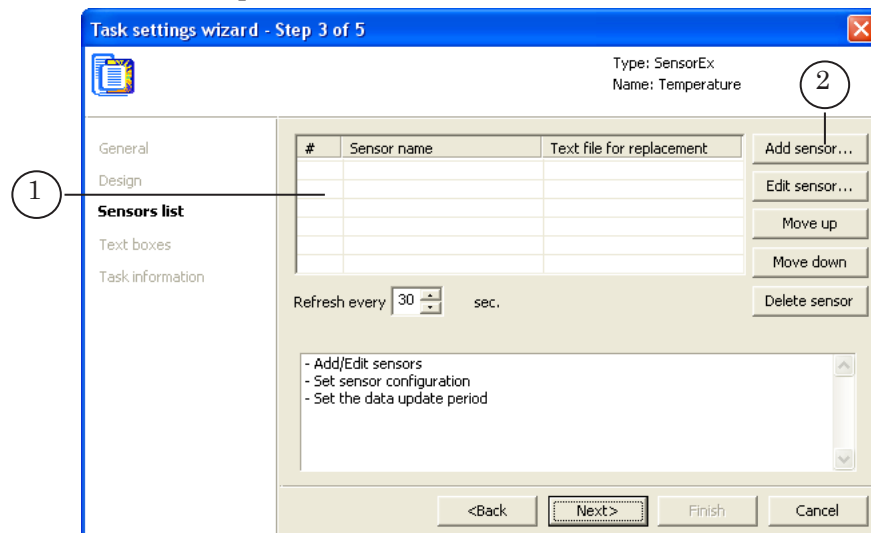 Task settings wizard - Step 3 of 5
Type: SensorEx
Name: Temperature
2
General
Design
Sensors list
Text boxes
Task information
1
# Sensor name Text file for replacement
Add sensor...
Edit sensor...
Move up
Move down
Delete sensor
Refresh every 30 sec.
- Add/Edit sensors
- Set sensor configuration
- Set the data update period
<Back Next> Finish Cancel